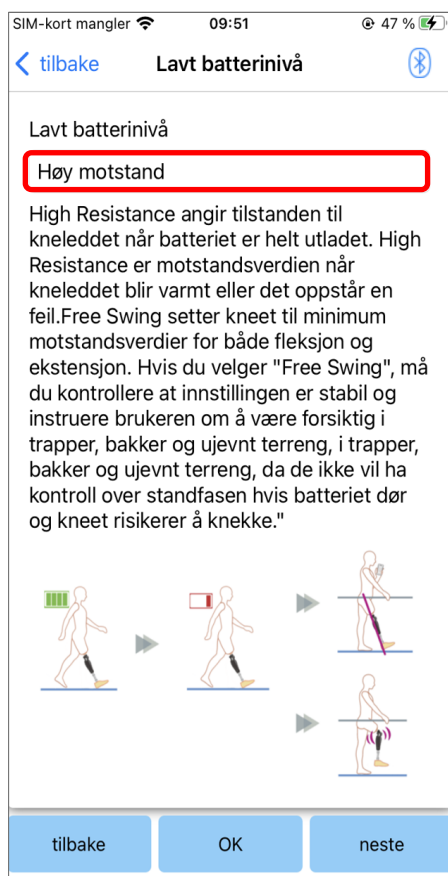 SIM-kort mangler 09:51 47 %
tilbake Lavt batterinivå
Lavt batterinivå
Høy motstand
High Resistance angir tilstanden til
kneleddet når batteriet er helt utladet. High
Resistance er motstandsverdien når
kneleddet blir varmt eller det oppstår en
feil.Free Swing setter kneet til minimum
motstandsverdier for både fleksjon og
ekstensjon. Hvis du velger "Free Swing", må
du kontrollere at innstillingen er stabil og
instruere brukeren om å være forsiktig i
trapper, bakker og ujevnt terreng, i trapper,
bakker og ujevnt terreng, da de ikke vil ha
kontroll over standfasen hvis batteriet dør
og kneet risikerer å knekke."
tilbake OK neste